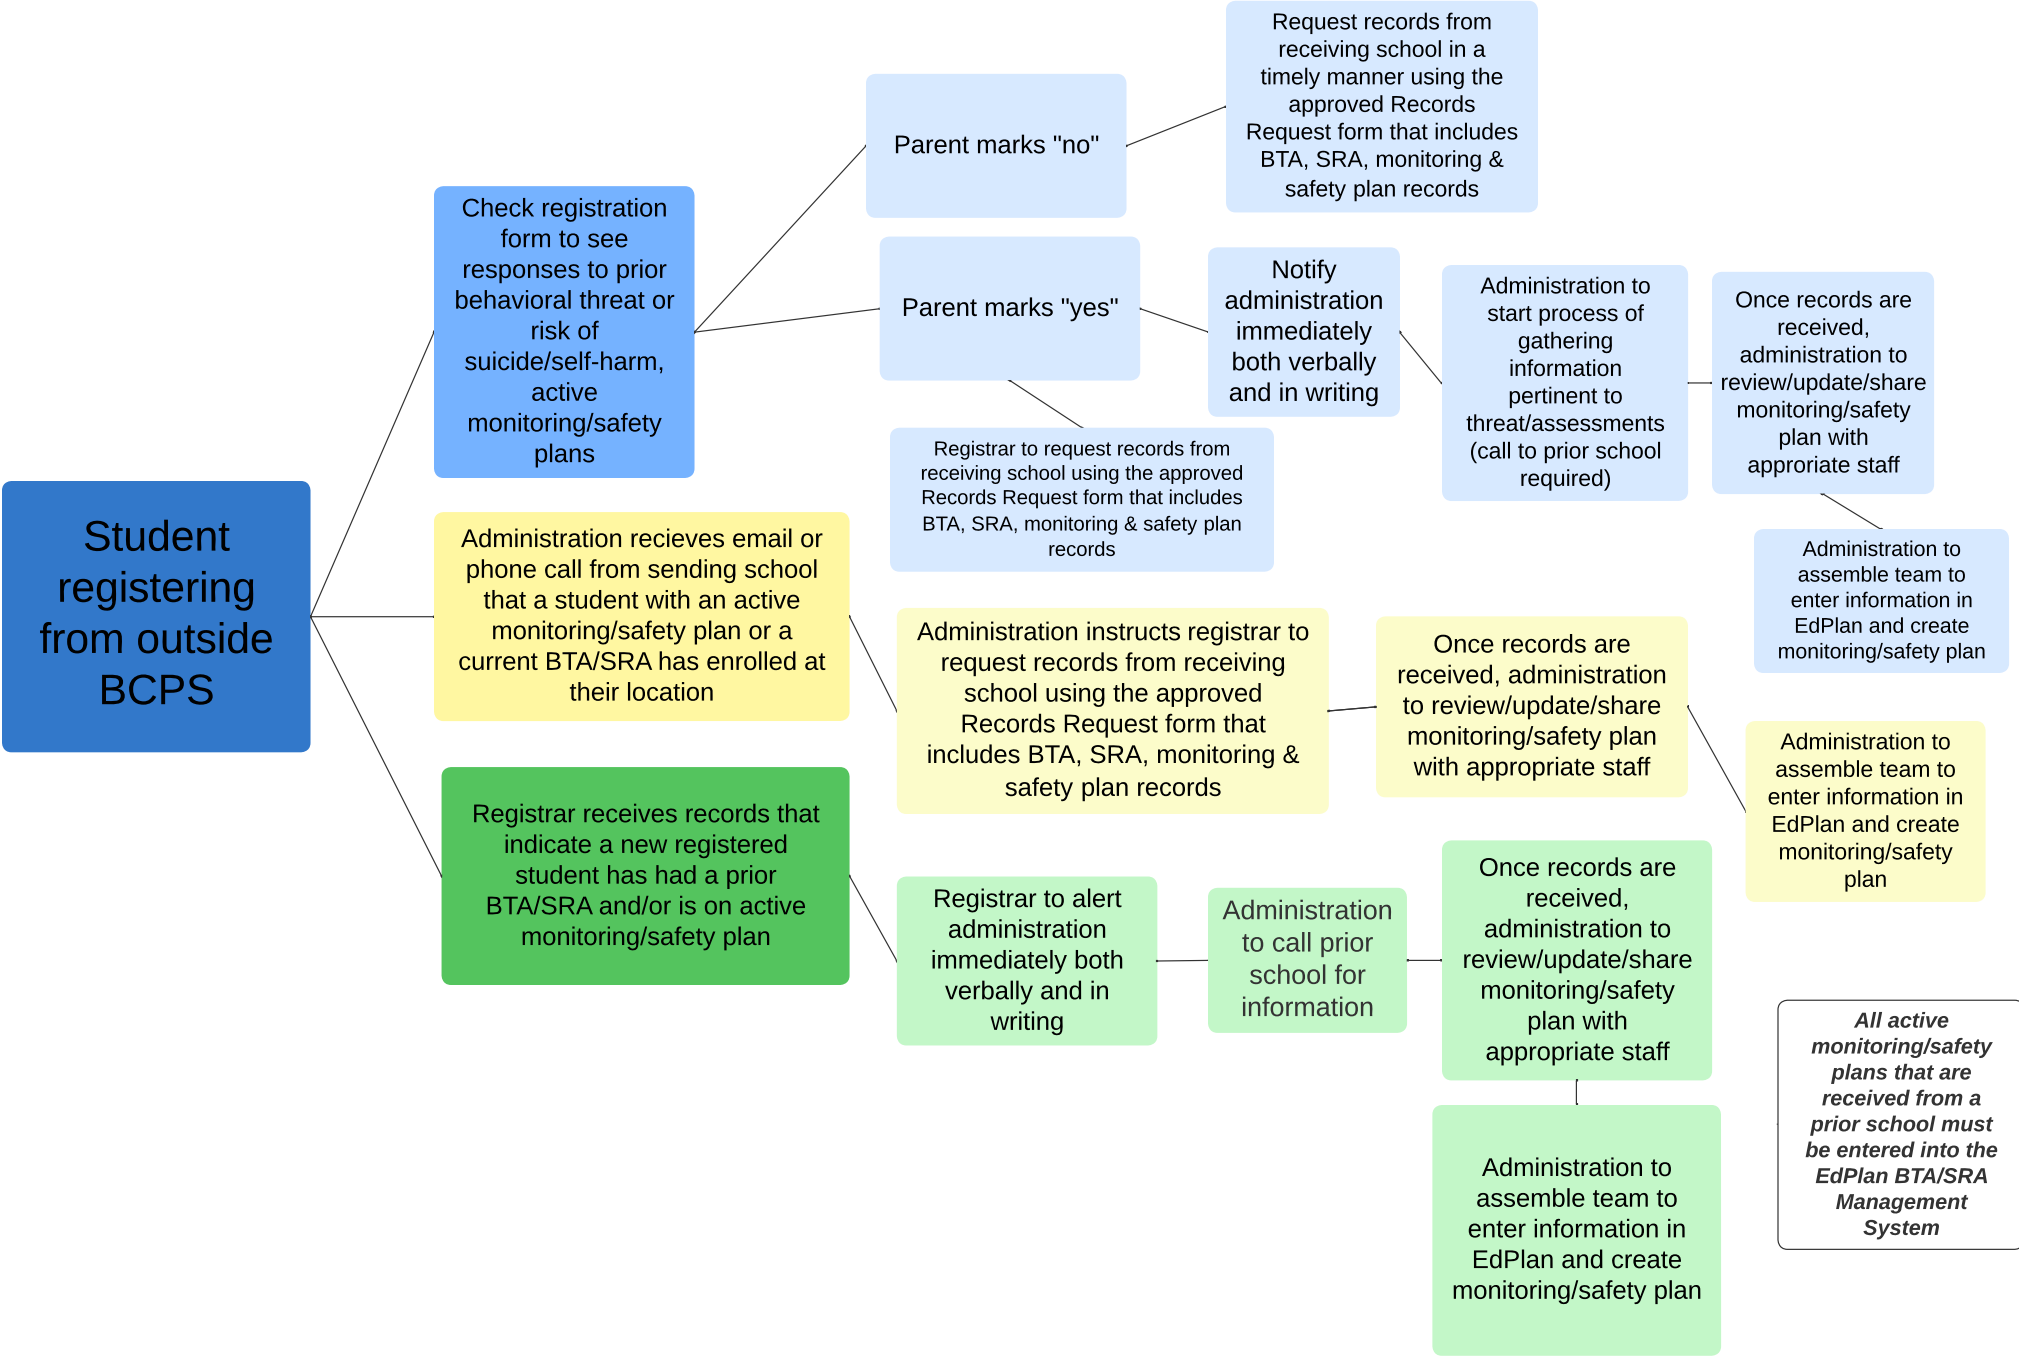 Student
registering
from outside
BCPS
Check registration
form to see
responses to prior
behavioral threat or
risk of
suicide/self-harm,
active
monitoring/safety
plans
Parent marks "no"
Request records from
receiving school in a
timely manner using the
approved Records
Request form that includes
BTA, SRA, monitoring &
safety plan records
Parent marks "yes"
Notify
administration
immediately
both verbally
and in writing
Administration to
start process of
gathering
information
pertinent to
threat/assessments
(call to prior school
required)
Once records are
received,
administration to
review/update/share
monitoring/safety
plan with
approriate staff
Administration to
assemble team to
enter information in
EdPlan and create
monitoring/safety plan
Registrar to request records from
receiving school using the approved
Records Request form that includes
BTA, SRA, monitoring & safety plan
records
Administration recieves email or
phone call from sending school
that a student with an active
monitoring/safety plan or a
current BTA/SRA has enrolled at
their location
Administration instructs registrar to
request records from receiving
school using the approved
Records Request form that
includes BTA, SRA, monitoring &
safety plan records
Once records are
received, administration
to review/update/share
monitoring/safety plan
with appropriate staff
Administration to
assemble team to
enter information in
EdPlan and create
monitoring/safety
plan
Registrar receives records that
indicate a new registered
student has had a prior
BTA/SRA and/or is on active
monitoring/safety plan
Registrar to alert
administration
immediately both
verbally and in
writing
Administration
to call prior
school for
information
Once records are
received,
administration to
review/update/share
monitoring/safety
plan with
appropriate staff
Administration to
assemble team to
enter information in
EdPlan and create
monitoring/safety plan
All active
monitoring/safety
plans that are
received from a
prior school must
be entered into the
EdPlan BTA/SRA
Management
System